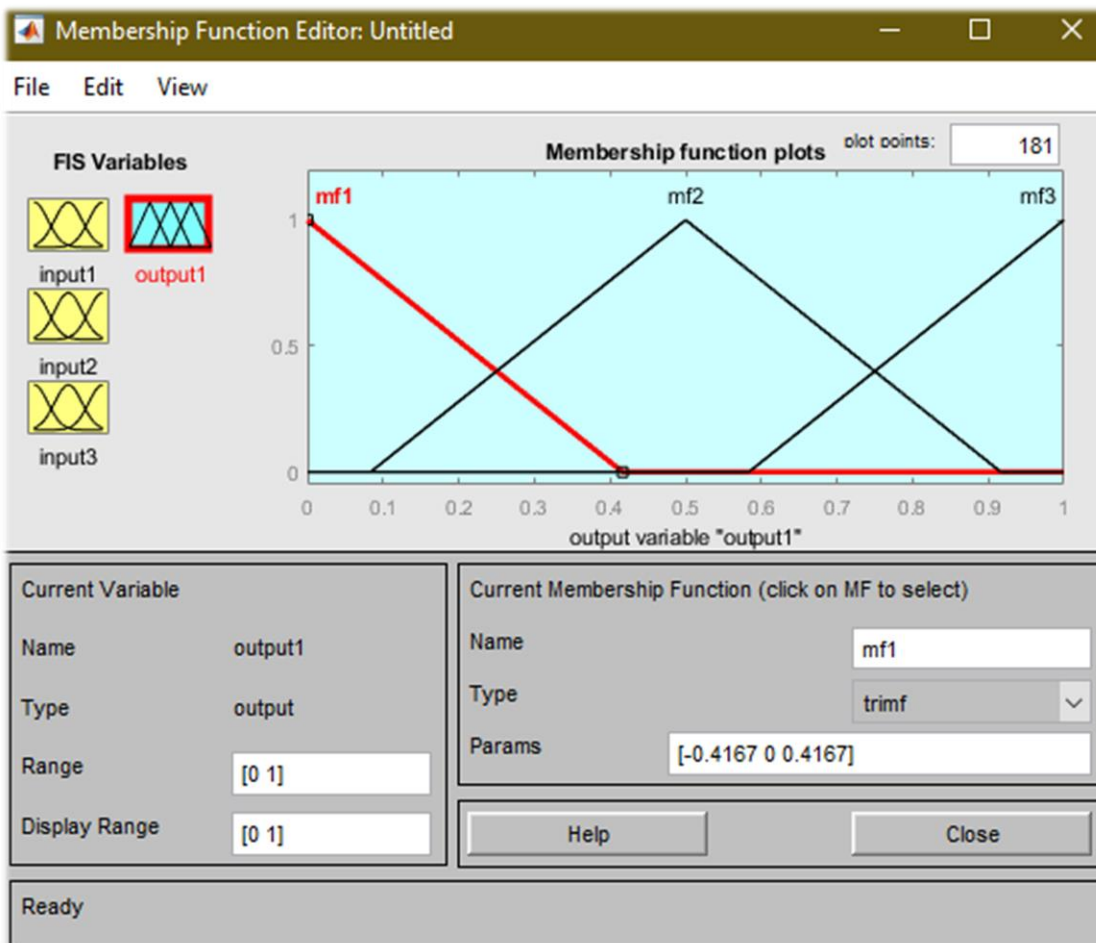 Membership Function Editor: Untitled
File Edit View
FIS Variables
Membership function plots
plot points:
181
input1
output1
input2
input3
mf1
mf2
mf3
1
0.5
0
0 0.1 0.2 0.3 0.4 0.5 0.6 0.7 0.8 0.9 1
output variable "output1"
Current Variable
Name output1
Type output
Range [0 1]
Display Range [0 1]
Current Membership Function (click on MF to select)
Name mf1
Type trimf
Params [-0.4167 0 0.4167]
Help
Close
Ready